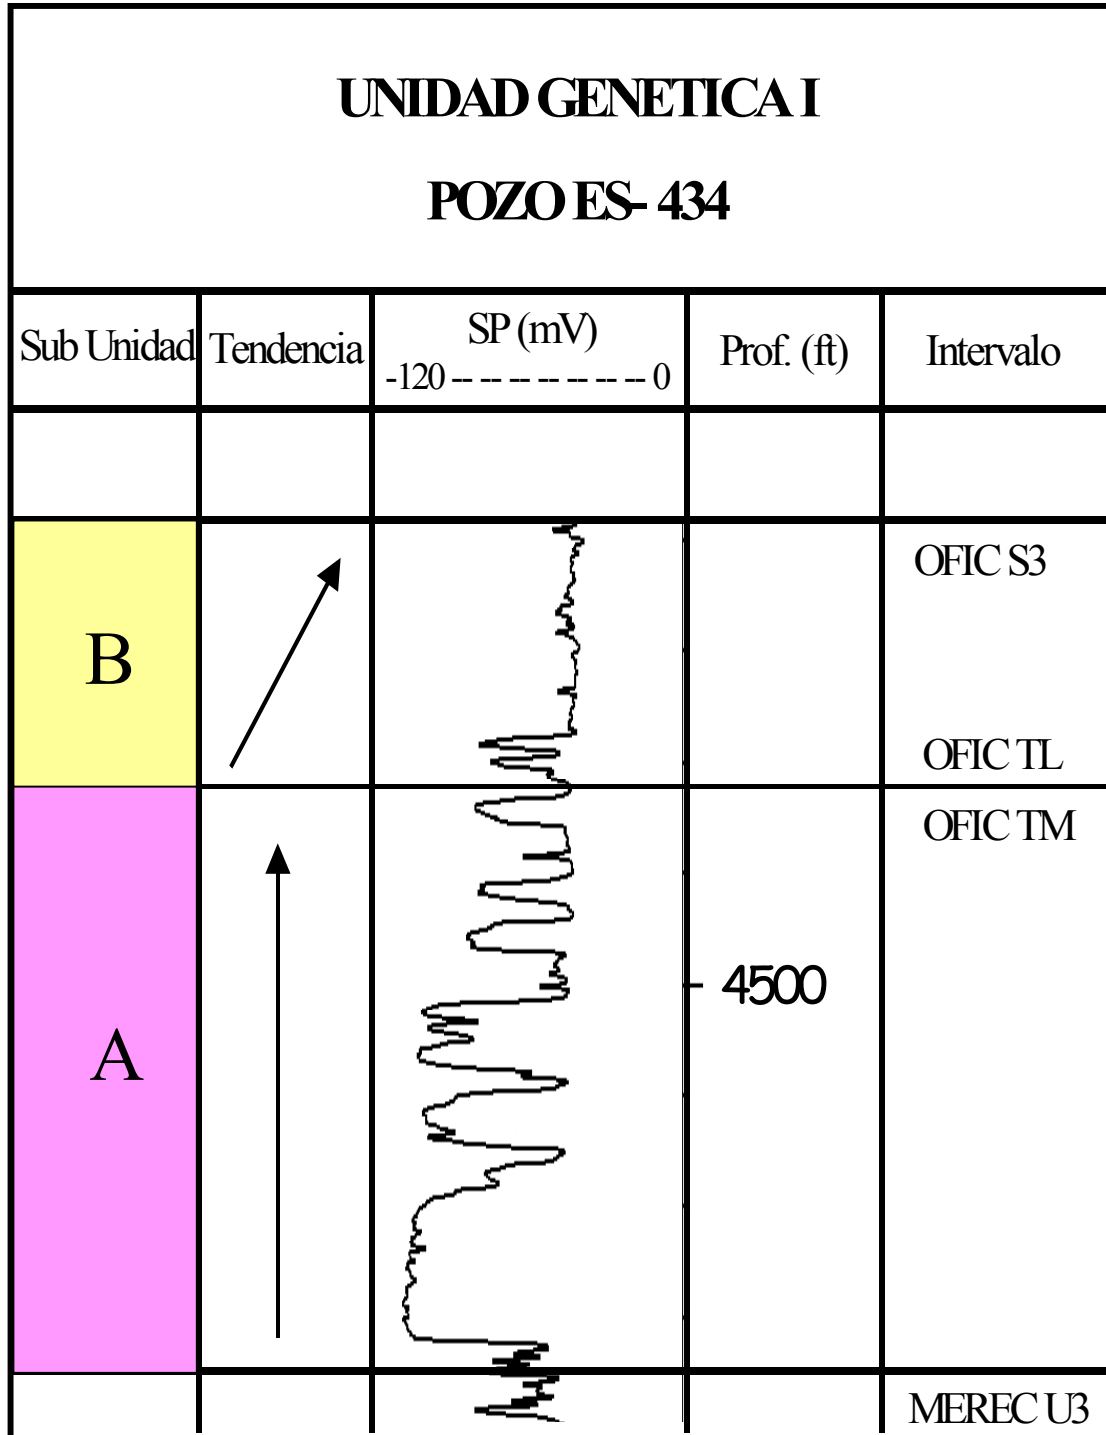 UNIDAD GENETICA I
POZO ES- 434
Sub Unidad Tendencia SP (mV) Prof. (ft) Intervalo
-120 -- -- -- -- -- -- -- 0
OFIC S3
B
OFIC TL
OFIC TM
4500
A
MEREC U3